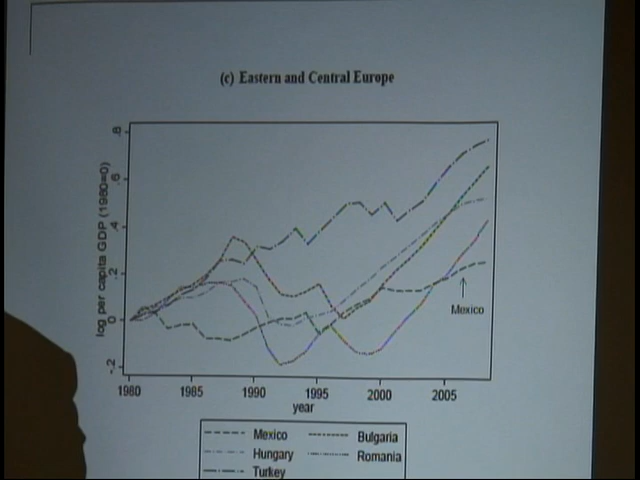 (c) Eastern and Central Europe
log per capita GDP (1980=0)
.8
.6
.4
.2
0
-.2
Mexico
1980 1985 1990 1995 2000 2005
year
Mexico Bulgaria
Hungary Romania
Turkey